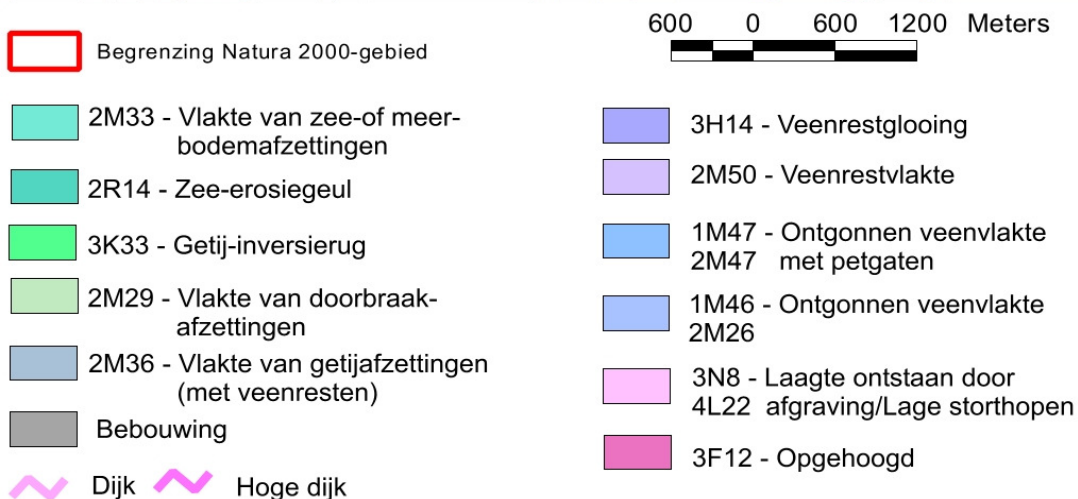 600 0 600 1200 Meters
Begrenzing Natura 2000-gebied
2M33 - Vlakte van zee-of meer-
bodemafzettingen
2R14 - Zee-erosiegeul
3K33 - Getij-inversierug
2M29 - Vlakte van doorbraak-
afzettingen
2M36 - Vlakte van getijafzettingen
(met veenresten)
Bebouwing
Dijk Hoge dijk
3H14 - Veenrestglooing
2M50 - Veenrestvlakte
1M47 - Ontgonnen veenvlakte
2M47 met petgaten
1M46 - Ontgonnen veenvlakte
2M26
3N8 - Laagte ontstaan door
4L22 afgraving/Lage storthopen
3F12 - Opgehoogd